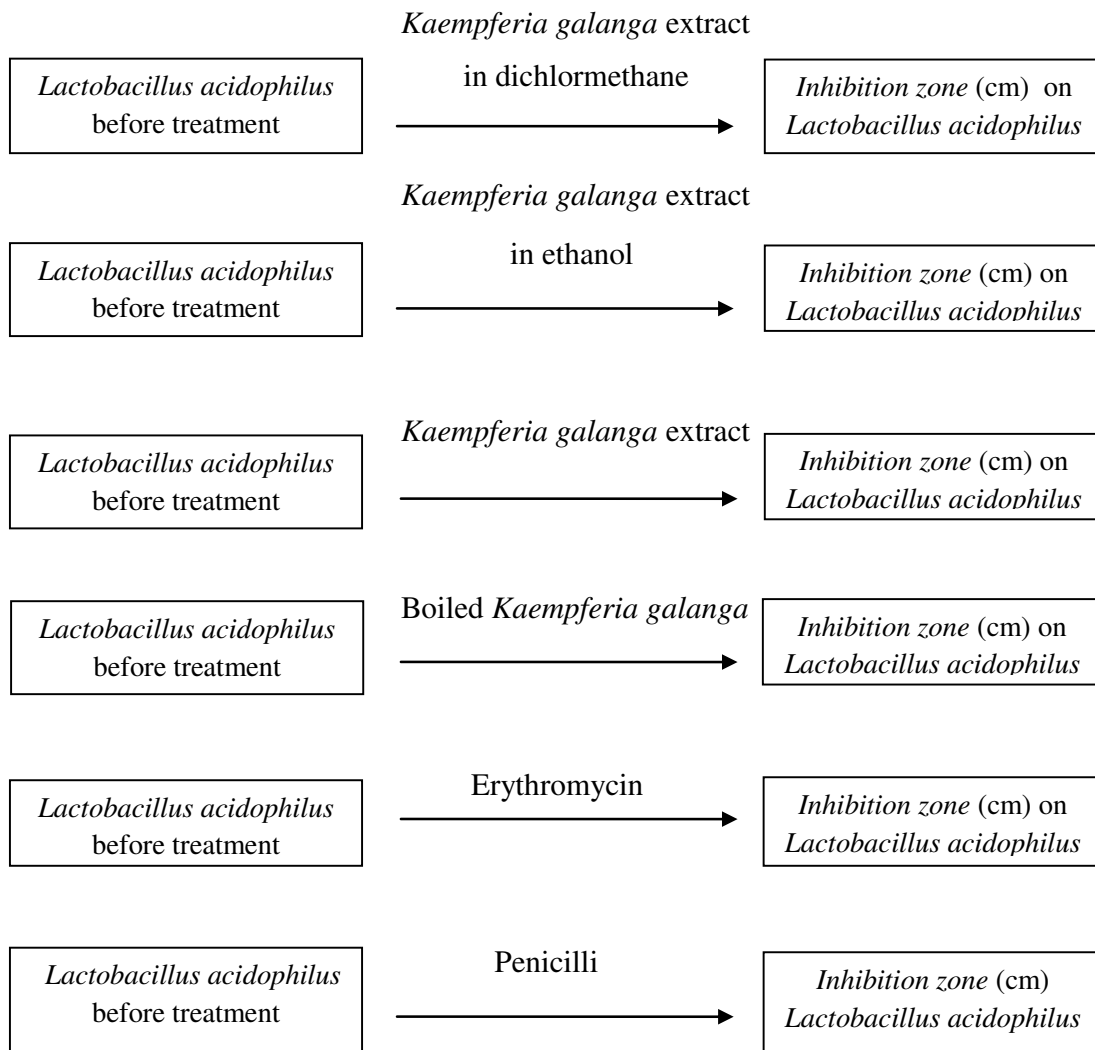 Kaempferia galanga extract
in dichlormethane
Lactobacillus acidophilus
before treatment
Inhibition zone (cm) on
Lactobacillus acidophilus
Kaempferia galanga extract
in ethanol
Lactobacillus acidophilus
before treatment
Inhibition zone (cm) on
Lactobacillus acidophilus
Kaempferia galanga extract
Lactobacillus acidophilus
before treatment
Inhibition zone (cm) on
Lactobacillus acidophilus
Boiled Kaempferia galanga
Lactobacillus acidophilus
before treatment
Inhibition zone (cm) on
Lactobacillus acidophilus
Erythromycin
Lactobacillus acidophilus
before treatment
Inhibition zone (cm) on
Lactobacillus acidophilus
Penicilli
Lactobacillus acidophilus
before treatment
Inhibition zone (cm)
Lactobacillus acidophilus